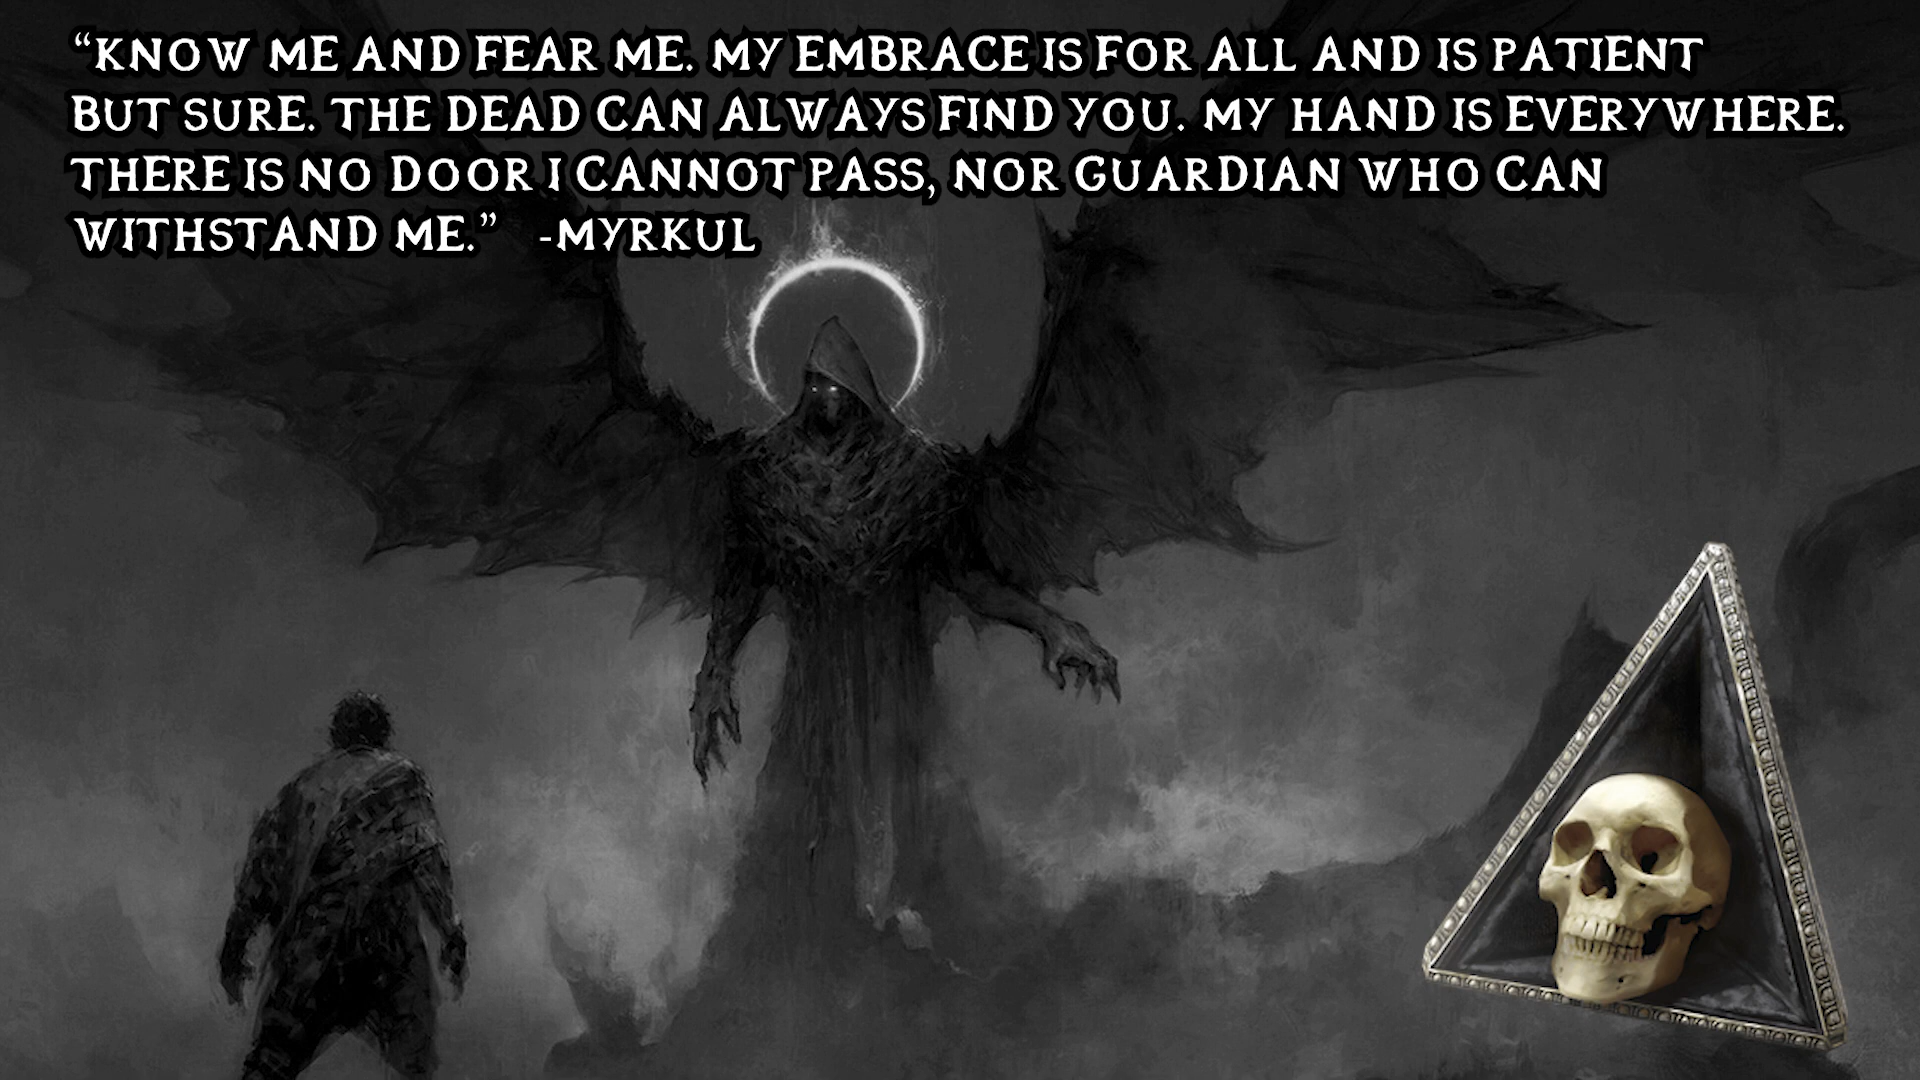 “KNOW ME AND FEAR ME. MY EMBRACE IS FOR ALL AND IS PATIENT
BUT SURE. THE DEAD CAN ALWAYS FIND YOU. MY HAND IS EVERYWHERE.
THERE IS NO DOOR I CANNOT PASS, NOR GUARDIAN WHO CAN
WITHSTAND ME.” -MYRKUL